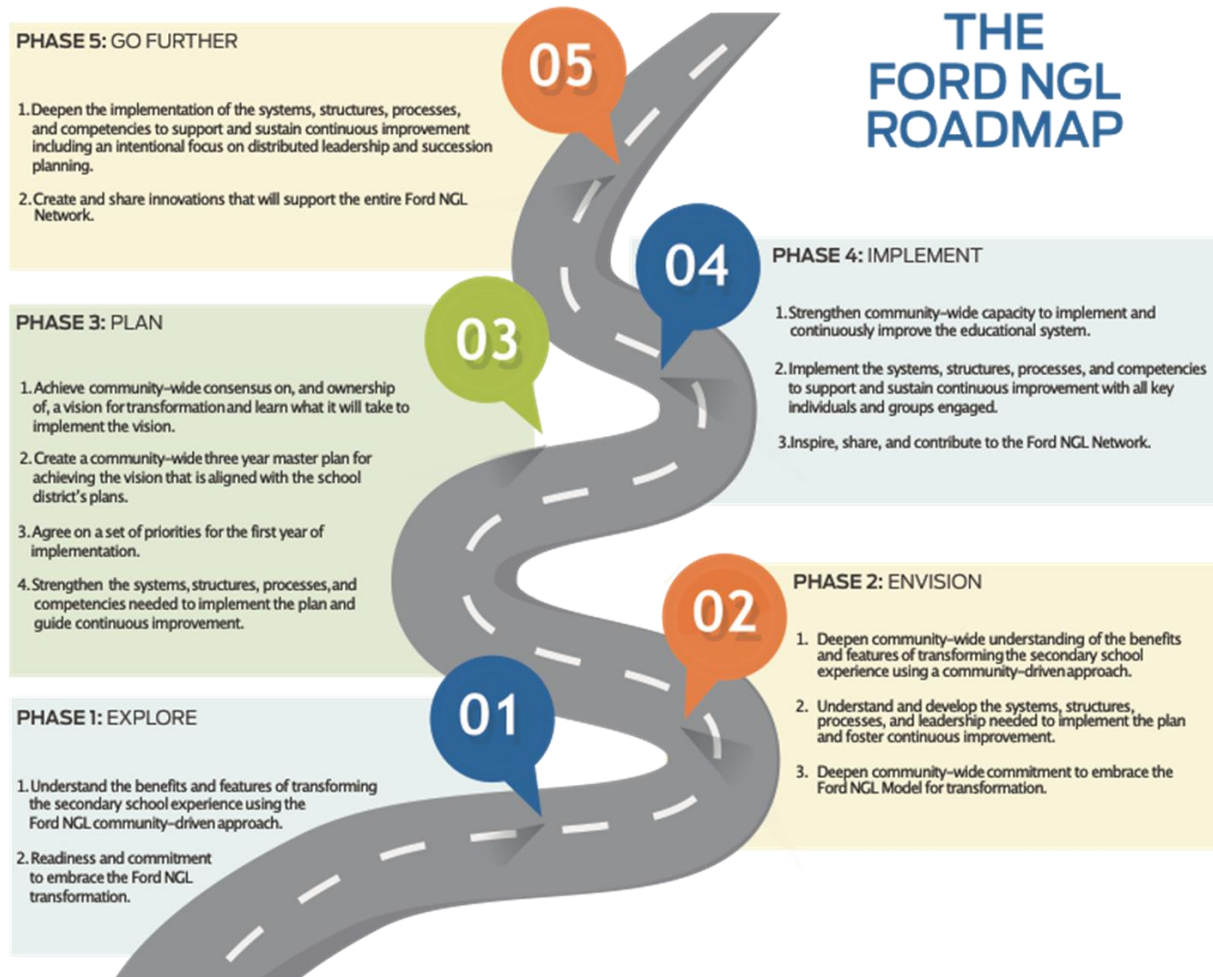 THE
FORD NGL
ROADMAP
PHASE 5: GO FURTHER
1.Deepen the implementation of the systems, structures, processes,
and competencies to support and sustain continuous improvement
including an intentional focus on distributed leadership and succession
planning.
2.Create and share innovations that will support the entire Ford NGL
Network.
05
04
PHASE 4: IMPLEMENT
1.Strengthen community-wide capacity to implement and
continuously improve the educational system.
2.Implement the systems, structures, processes, and competencies
to support and sustain continuous improvement with all key
individuals and groups engaged.
3.Inspire, share, and contribute to the Ford NGL Network.
PHASE 3: PLAN
1.Achieve community-wide consensus on, and ownership
of, a vision for transformation and learn what it will take to
implement the vision.
2.Create a community-wide three year master plan for
achieving the vision that is aligned with the school
district's plans.
3.Agree on a set of priorities for the first year of
implementation.
4.Strengthen the systems, structures, processes, and
competencies needed to implement the plan and
guide continuous improvement.
03
02
PHASE 2: ENVISION
1. Deepen community-wide understanding of the benefits
and features of transforming the secondary school
experience using a community-driven approach.
2. Understand and develop the systems, structures,
processes, and leadership needed to implement the plan
and foster continuous improvement.
3. Deepen community-wide commitment to embrace the
Ford NGL Model for transformation.
PHASE 1: EXPLORE
1.Understand the benefits and features of transforming
the secondary school experience using the
Ford NGL community-driven approach.
2.Readiness and commitment
to embrace the Ford NGL
transformation.
01